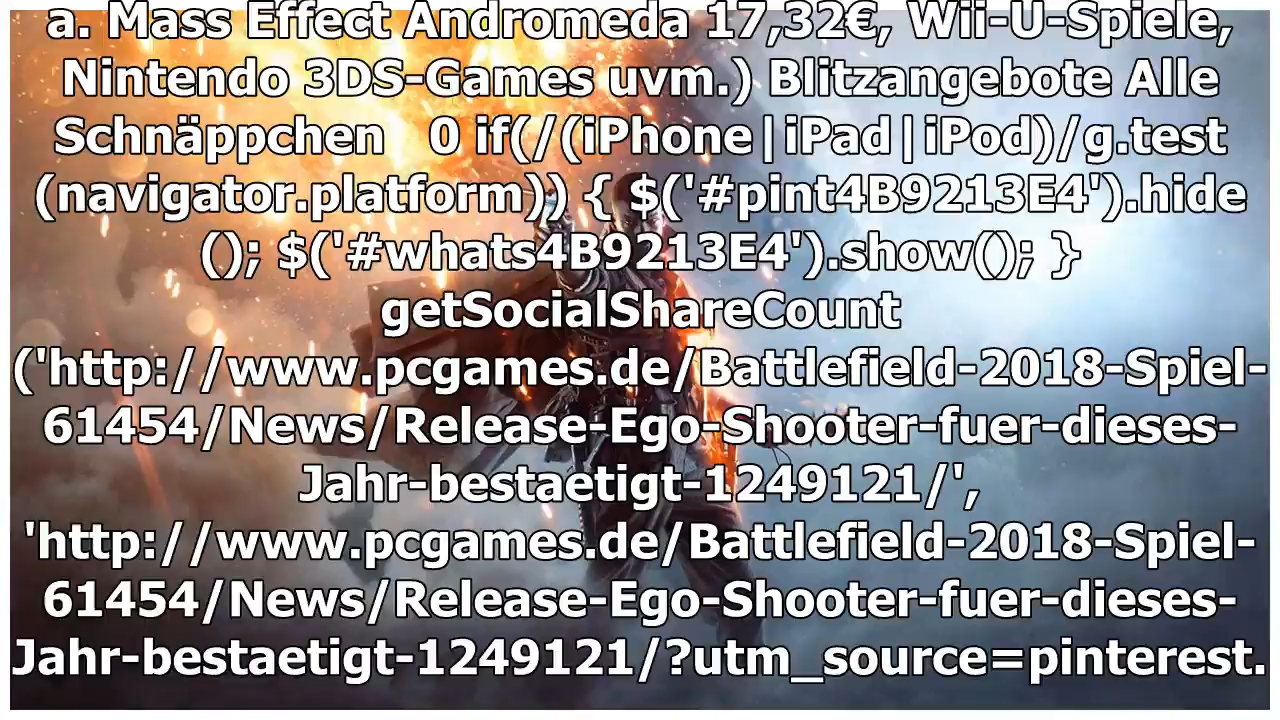 a. Mass Effect Andromeda 17,32€, Wii-U-Spiele,
Nintendo 3DS-Games uvm.) Blitzangebote Alle
Schnäppchen   0 if(/(iPhone|iPad|iPod)/g.test
(navigator.platform)) { $('#pint4B9213E4').hide
(); $('#whats4B9213E4').show(); }
getSocialShareCount
('http://www.pcgames.de/Battlefield-2018-Spiel-
61454/News/Release-Ego-Shooter-fuer-dieses-
Jahr-bestaetigt-1249121/',
'http://www.pcgames.de/Battlefield-2018-Spiel-
61454/News/Release-Ego-Shooter-fuer-dieses-
Jahr-bestaetigt-1249121/?utm_source=pinterest.